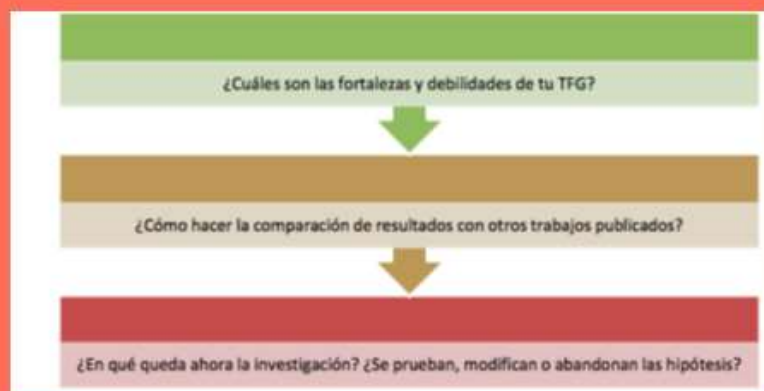 ¿Cuáles son las fortalezas y debilidades de tu TFG?
¿Cómo hacer la comparación de resultados con otros trabajos publicados?
¿En qué queda ahora la investigación? ¿Se prueban, modifican o abandonan las hipótesis?